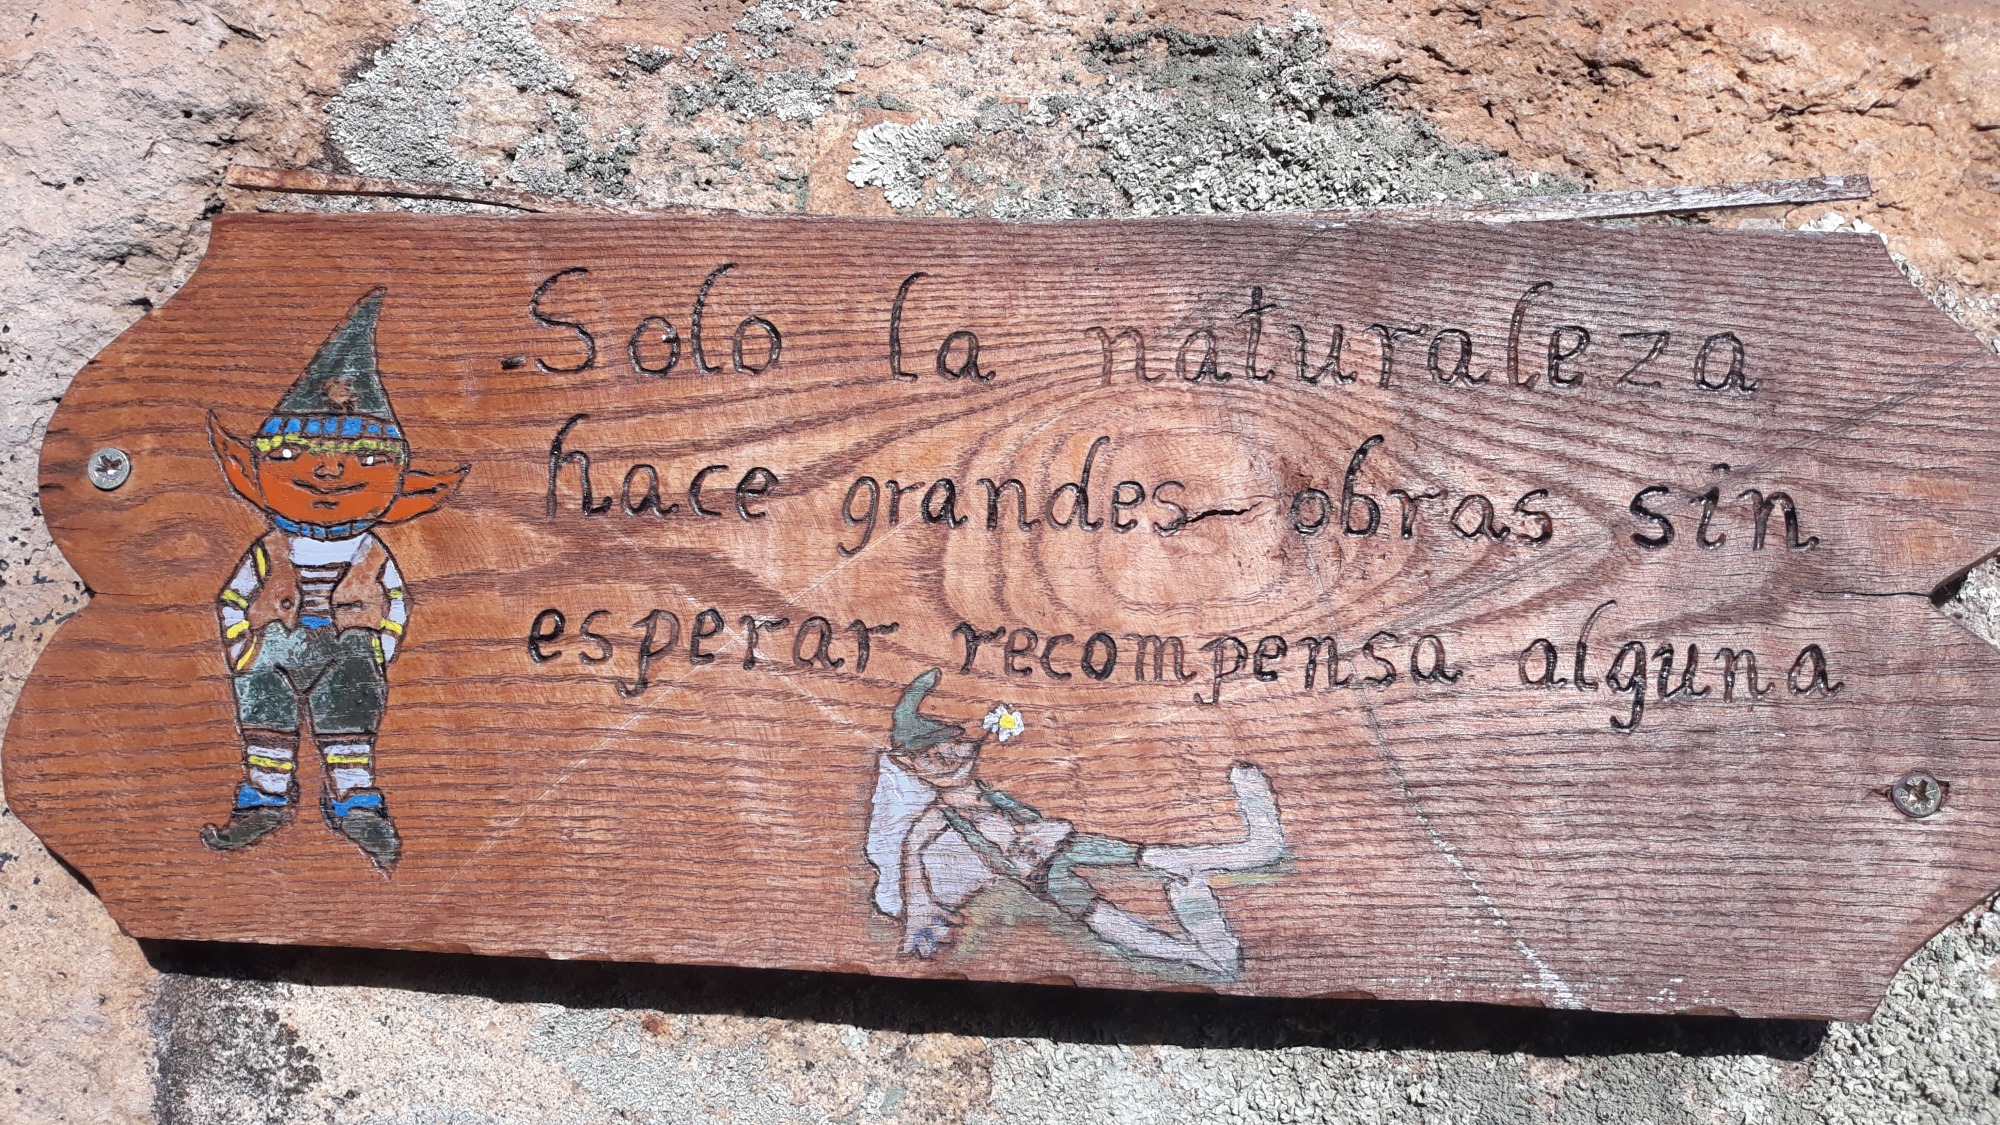 -Solo la naturaleza
hace grandes obras sin
esperar recompensa alguna